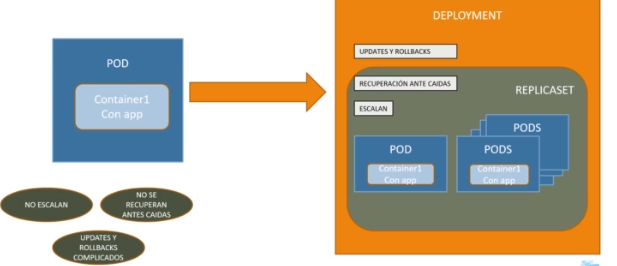 POD
Container1
Con app
NO ESCALAN
NO SE
RECUPERAN
ANTES CAIDAS
UPDATES Y
ROLLBACKS
COMPLICADOS
DEPLOYMENT
UPDATES Y ROLLBACKS
RECUPERACIÓN ANTE CAIDAS
REPLICASET
ESCALAN
PODS
POD
Container1
Con app
PODS
Container1
Con app